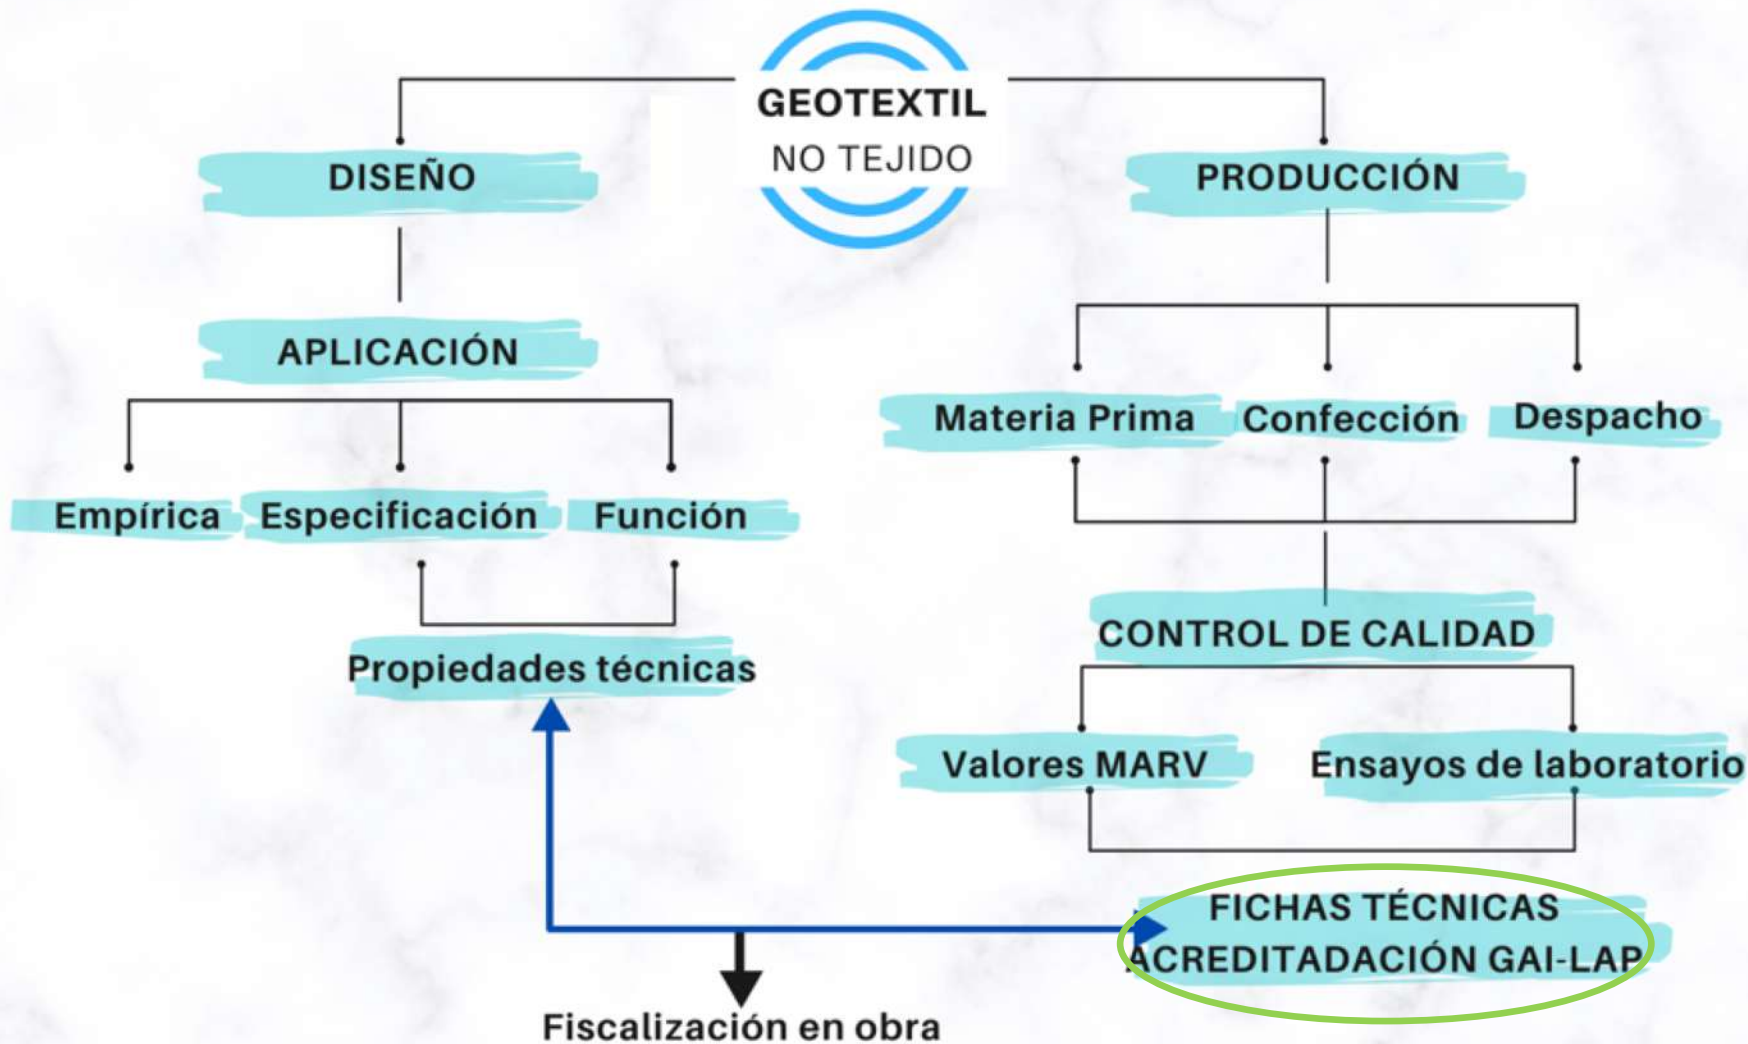 GEOTEXTIL
NO TEJIDO
DISEÑO
PRODUCCIÓN
APLICACIÓN
Materia Prima
Confección
Despacho
Empírica
Especificación
Función
CONTROL DE CALIDAD
Propiedades técnicas
Valores MARV
Ensayos de laboratorio
FICHAS TÉCNICAS
ACREDITADACIÓN GAI-LAP
Fiscalización en obra